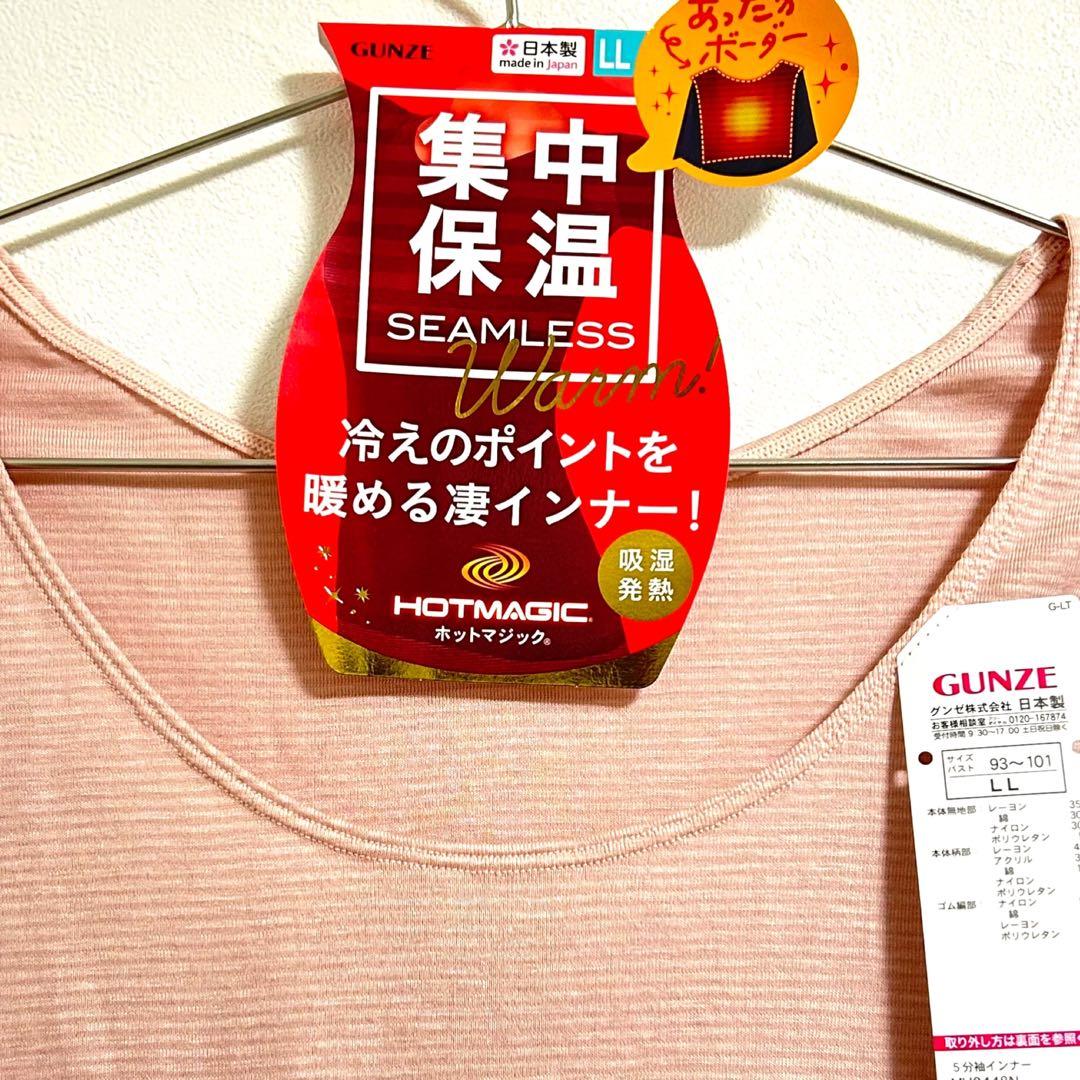 GUNZE
日本製
made in Japan
LL
あったか
ボーダー
集中
保温
SEAMLESS
Warm!
冷えのポイントを
暖める凄インナー!
吸湿
発熱
HOTMAGIC
ホットマジック®
G-LT
GUNZE
グンゼ株式会社 日本製
お客様相談室 0120-167874
受付時間 9:30〜17:00 土日祝日除く
サイズ
バスト 93〜101
LL
本体無地部 レーヨン 35
綿 30
ナイロン 30
ポリウレタン
本体柄部 レーヨン
アクリル
綿
ナイロン
ポリウレタン
ゴム編部 ナイロン
綿
レーヨン
ポリウレタン
取り外し方は裏面を参照
5分袖インナー